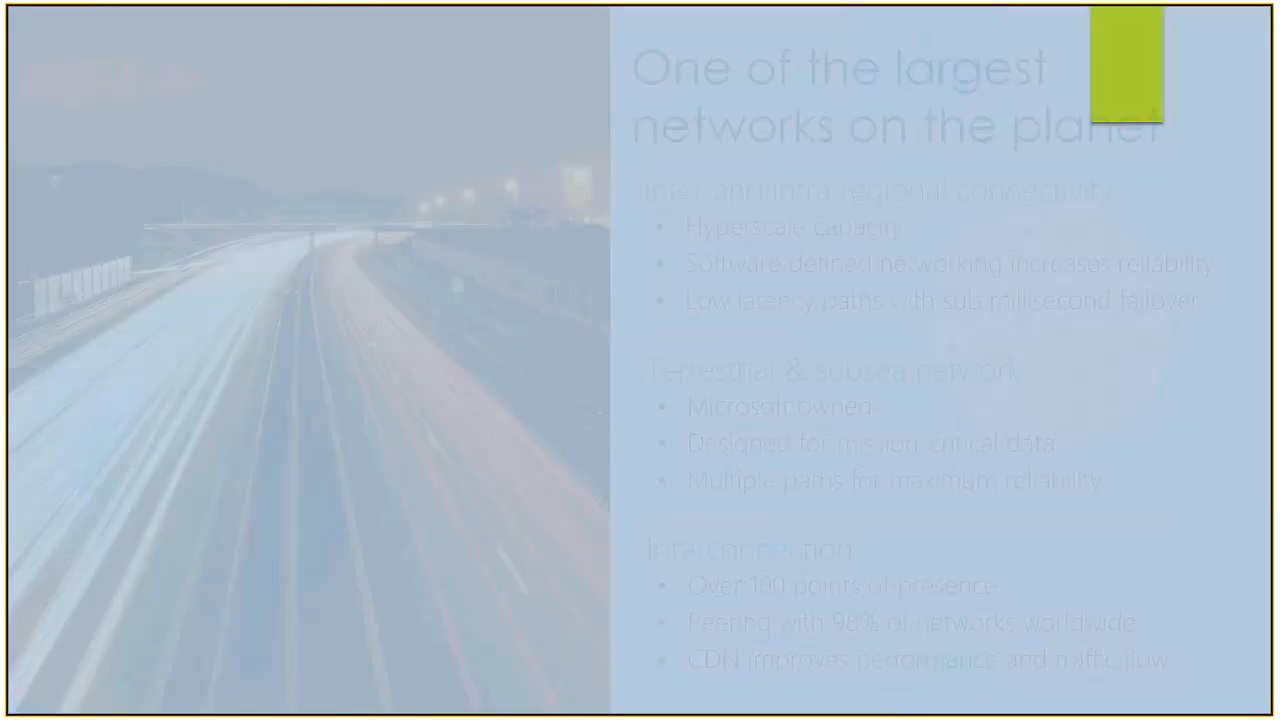 One of the largest
networks on the planet
Inter and intra regional connectivity
• Hyperscale capacity
• Software defined networking increases reliability
• Low latency paths with sub millisecond failover
Terrestrial & subsea network
• Microsoft owned
• Designed for mission critical data
• Multiple paths for maximum reliability
Interconnection
• Over 100 points of presence
• Peering with 98% of networks worldwide
• CDN improves performance and traffic flow